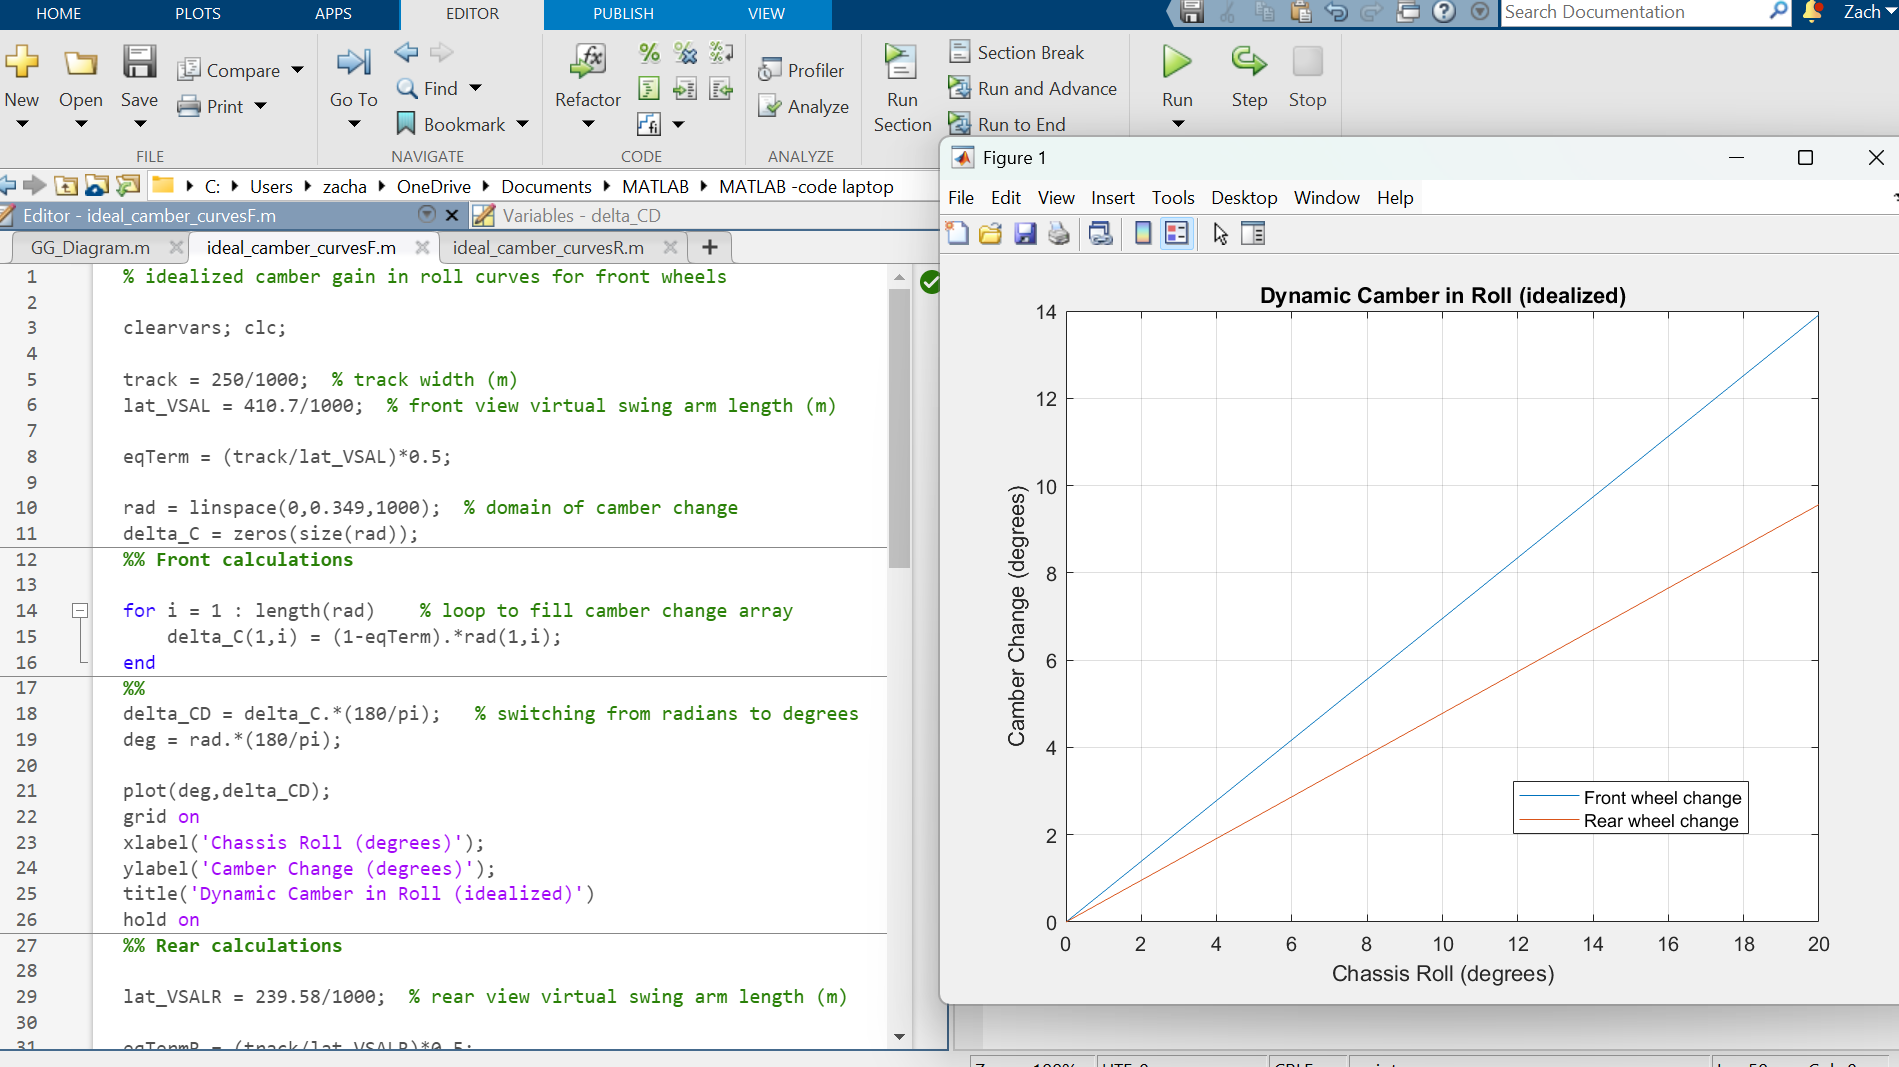 HOME PLOTS APPS EDITOR PUBLISH VIEW
Search Documentation
Zach
New
Open
Save
Compare
Print
FILE
Go To
Find
Bookmark
NAVIGATE
Refactor
CODE
Profiler
Analyze
ANALYZE
Run Section
Section Break
Run and Advance
Run to End
Run
Step
Stop
C: Users zacha OneDrive Documents MATLAB MATLAB -code laptop
Editor - ideal_camber_curvesF.m
Variables - delta_CD
GG_Diagram.m ideal_camber_curvesF.m ideal_camber_curvesR.m +
1 % idealized camber gain in roll curves for front wheels
2
3 clearvars; clc;
4
5 track = 250/1000; % track width (m)
6 lat_VSAL = 410.7/1000; % front view virtual swing arm length (m)
7
8 eqTerm = (track/lat_VSAL)*0.5;
9
10 rad = linspace(0,0.349,1000); % domain of camber change
11 delta_C = zeros(size(rad));
12 %% Front calculations
13
14 for i = 1 : length(rad) % loop to fill camber change array
15 delta_C(1,i) = (1-eqTerm).*rad(1,i);
16 end
17 %%
18 delta_CD = delta_C.*(180/pi); % switching from radians to degrees
19 deg = rad.*(180/pi);
20
21 plot(deg,delta_CD);
22 grid on
23 xlabel('Chassis Roll (degrees)');
24 ylabel('Camber Change (degrees)');
25 title('Dynamic Camber in Roll (idealized)')
26 hold on
27 %% Rear calculations
28
29 lat_VSALR = 239.58/1000; % rear view virtual swing arm length (m)
30
31 eqTermR = (track/lat_VSALR)*0.5;
Figure 1
File Edit View Insert Tools Desktop Window Help
Dynamic Camber in Roll (idealized)
14
12
10
8
6
4
2
0
Camber Change (degrees)
Front wheel change
Rear wheel change
0 2 4 6 8 10 12 14 16 18 20
Chassis Roll (degrees)